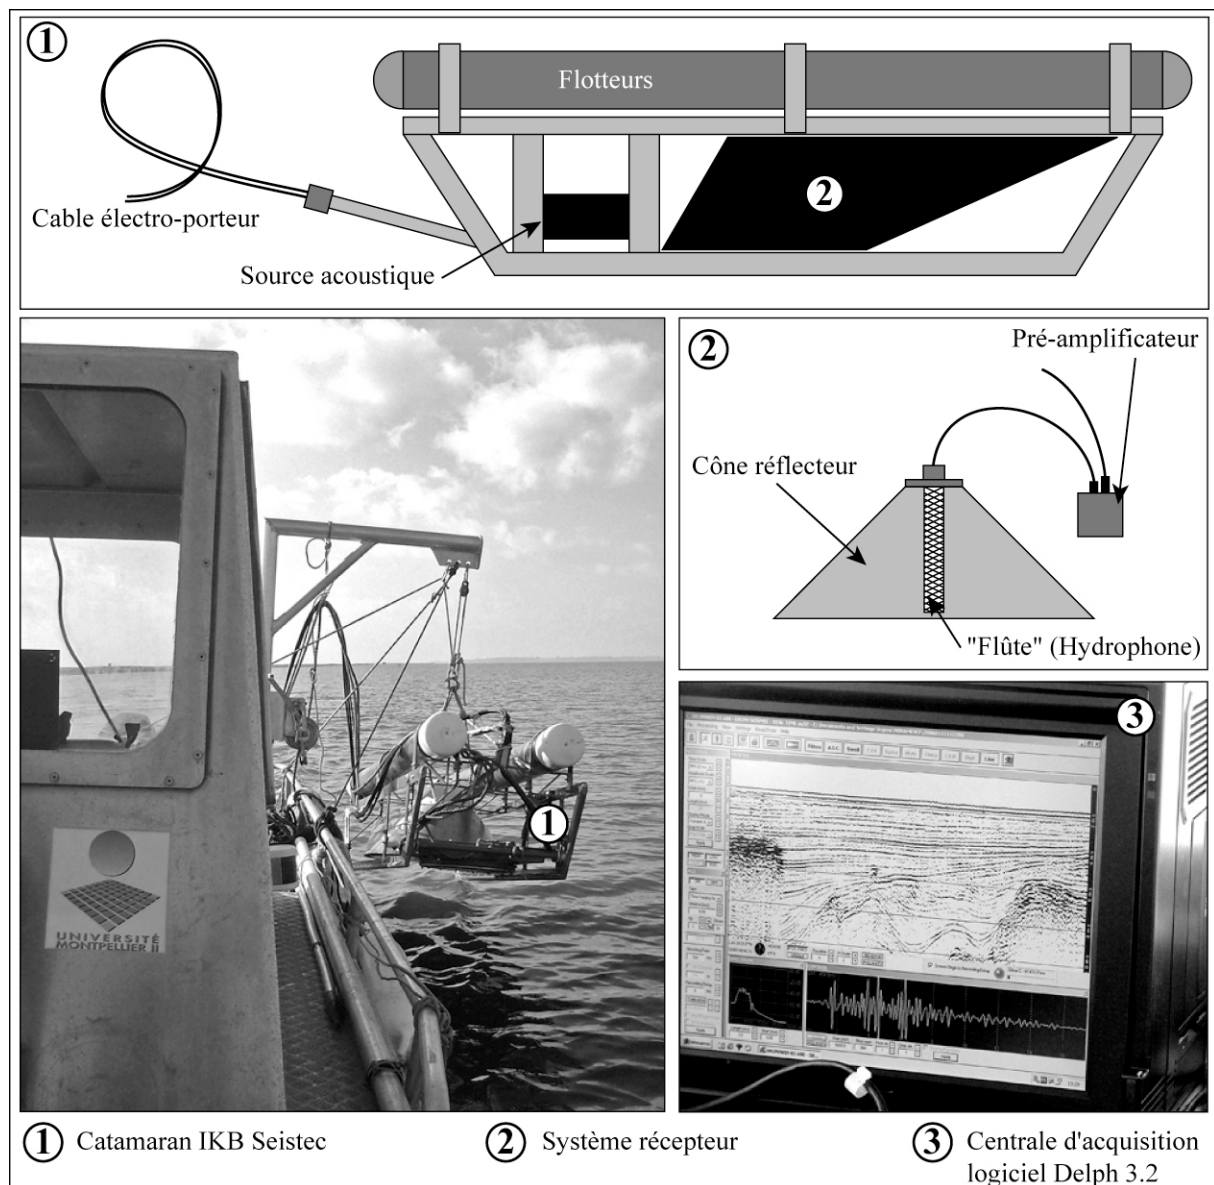 1
Flotteurs
2
Cable électro-porteur
Source acoustique
2
Pré-amplificateur
Cône réflecteur
"Flûte" (Hydrophone)
1
UNIVERSITÉ
MONTPELLIER II
3
1 Catamaran IKB Seistec
2 Système récepteur
3 Centrale d'acquisition
logiciel Delph 3.2